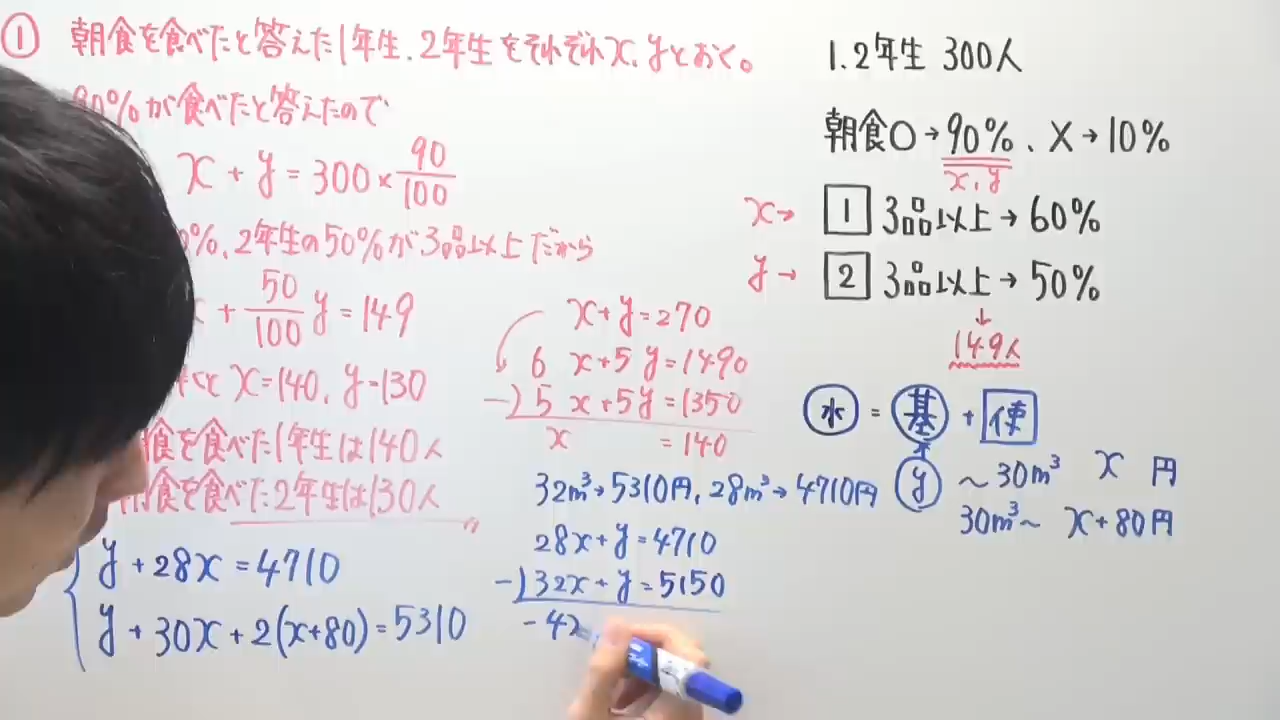 ① 朝食を食べたと答えた1年生、2年生をそれぞれx、yとおく。
0%が食べたと答えたので
x + y = 300 × 90/100
0%、2年生の50%が3品以上だから
x + 50/100 y = 149
x=140, y=130
食を食べた1年生は140人
朝食を食べた2年生は130人
y + 28x = 4710
y + 30x + 2(x+80) = 5310
x + y = 270
6x + 5y = 1490
−) 5x + 5y = 1350
x = 140
32m³→5310円, 28m³→4710円
28x + y = 4710
−) 32x + y = 5150
-4x
1.2年生 300人
朝食○→90%、×→10%
x, y
x→ 1 3品以上→60%
y→ 2 3品以上→50%
↓
149人
水 = 基 + 使
y ~30m³ x 円
30m³~ x+80円